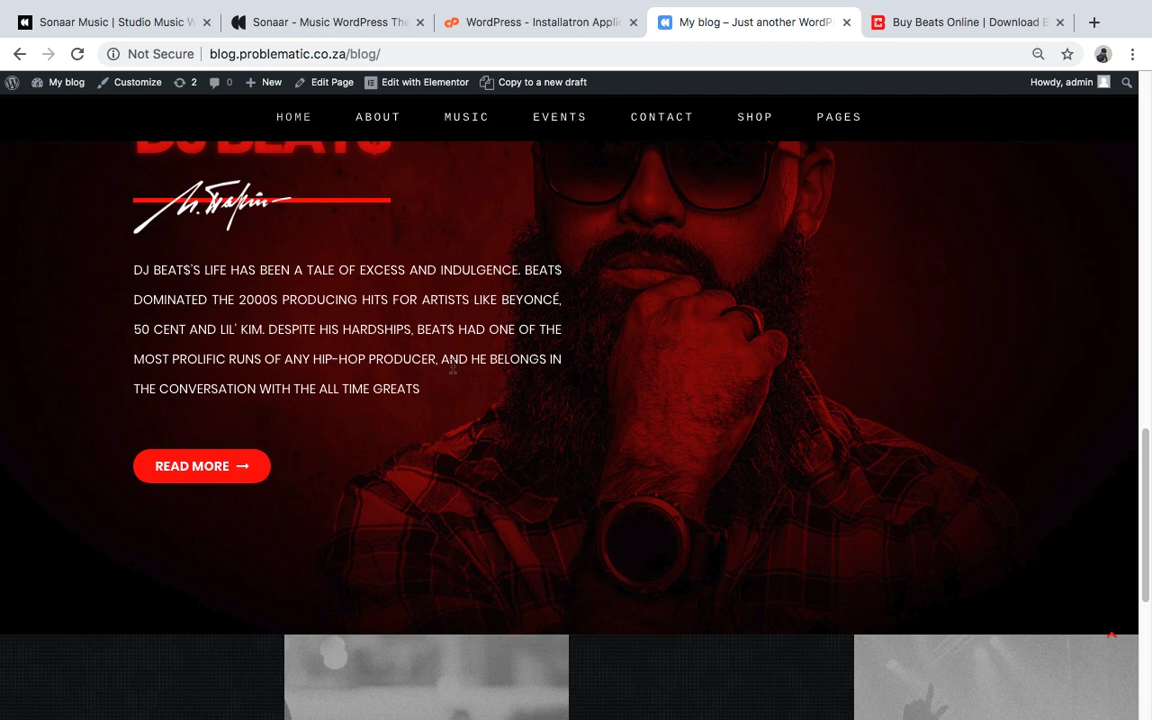 Sonaar Music | Studio Music W
Sonaar - Music WordPress The
WordPress - Installatron Applic
My blog – Just another WordP
Buy Beats Online | Download B
Not Secure
blog.problematic.co.za/blog/
My blog
Customize
2
0
New
Edit Page
Edit with Elementor
Copy to a new draft
Howdy, admin
HOME ABOUT MUSIC EVENTS CONTACT SHOP PAGES
DJ BEAT$
DJ BEAT$'S LIFE HAS BEEN A TALE OF EXCESS AND INDULGENCE. BEAT$
DOMINATED THE 2000S PRODUCING HITS FOR ARTISTS LIKE BEYONCÉ,
50 CENT AND LIL' KIM. DESPITE HIS HARDSHIPS, BEAT$ HAD ONE OF THE
MOST PROLIFIC RUNS OF ANY HIP-HOP PRODUCER, AND HE BELONGS IN
THE CONVERSATION WITH THE ALL TIME GREATS
READ MORE →